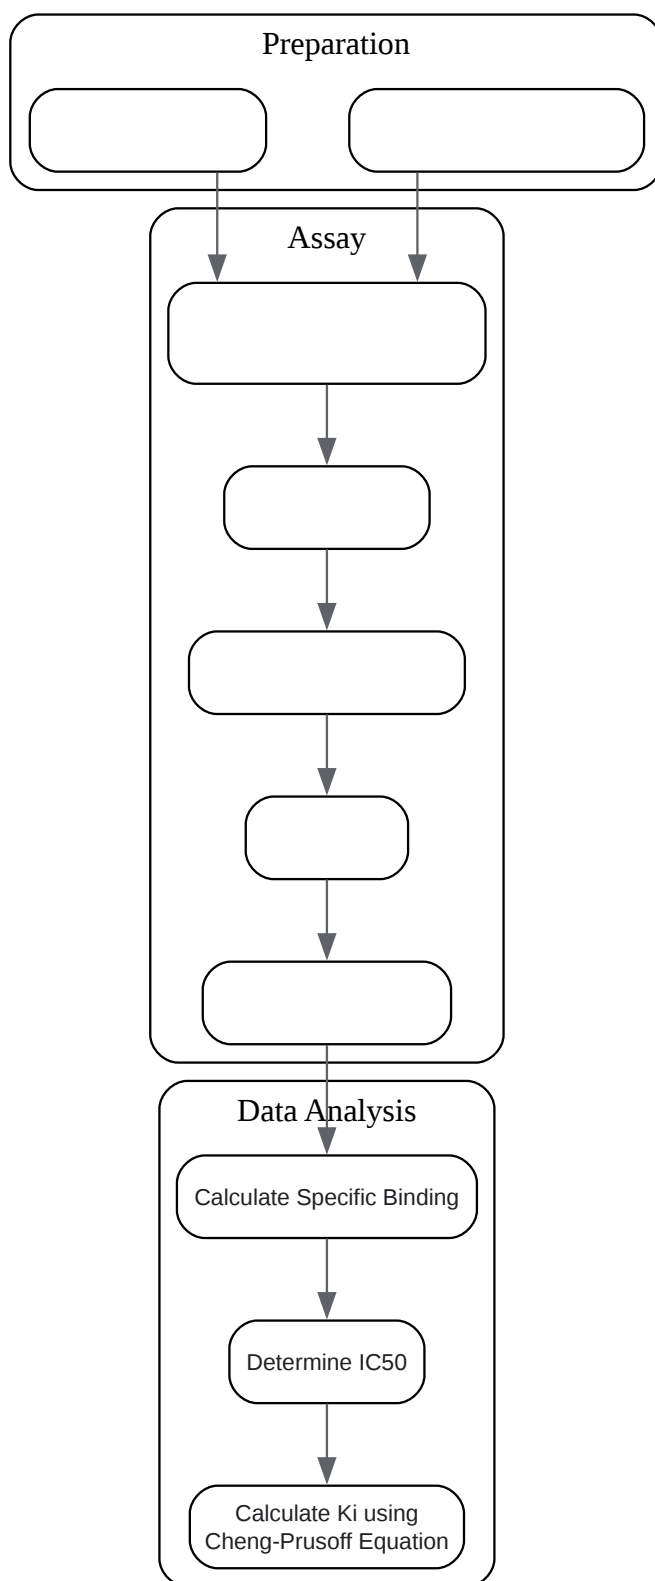 Preparation
Assay
Data Analysis
Calculate Specific Binding
Determine IC50
Calculate Ki using
Cheng-Prusoff Equation